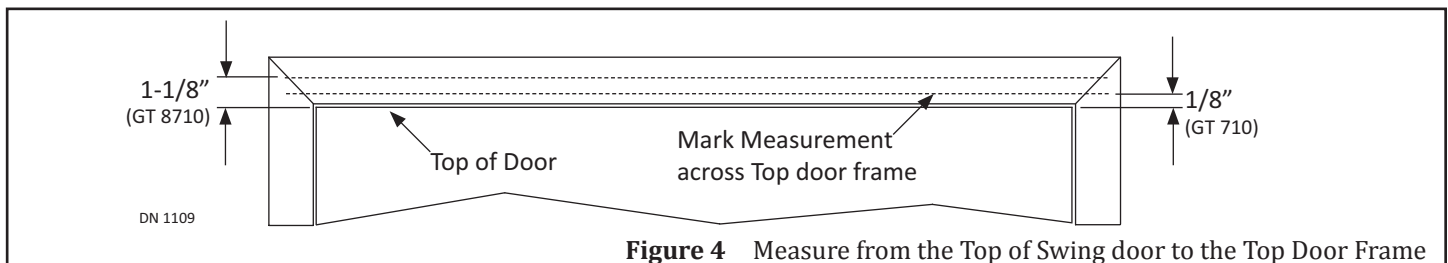 1-1/8”
(GT 8710)
1/8”
(GT 710)
Top of Door
Mark Measurement
across Top door frame
DN 1109
Figure 4 Measure from the Top of Swing door to the Top Door Frame